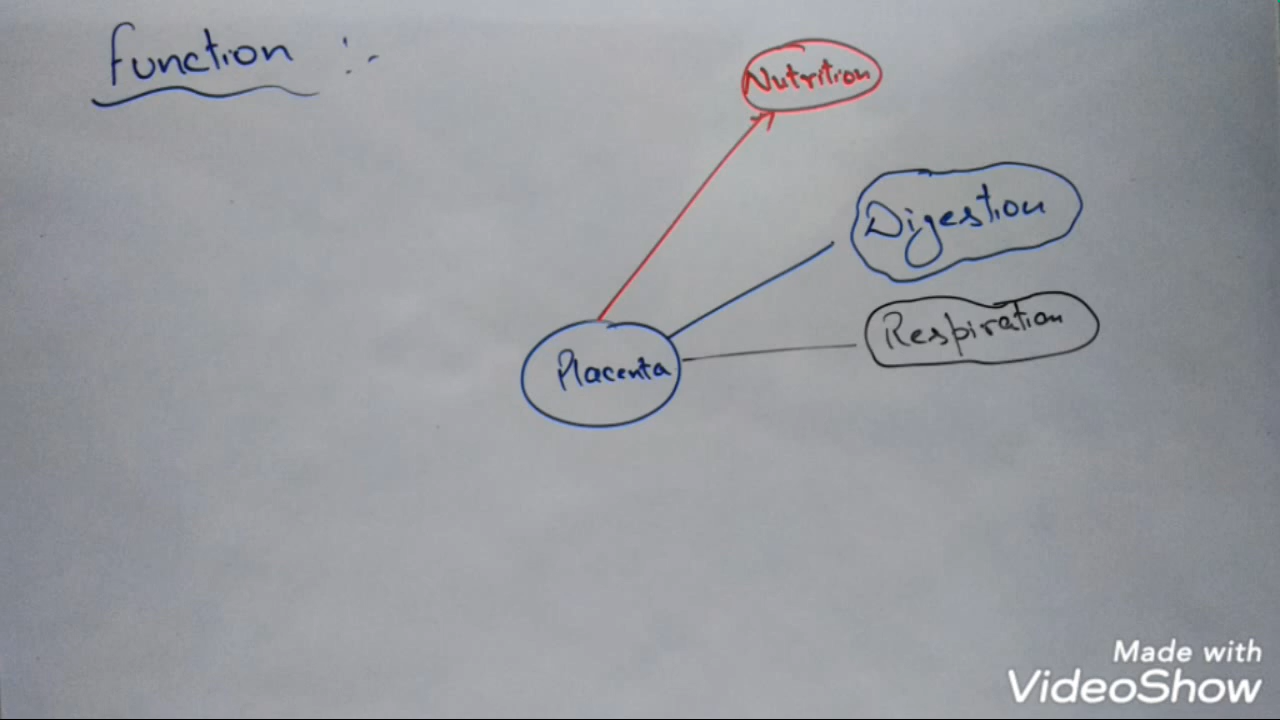 function :-
Nutrition
Digestion
Respiration
Placenta
Made with
VideoShow